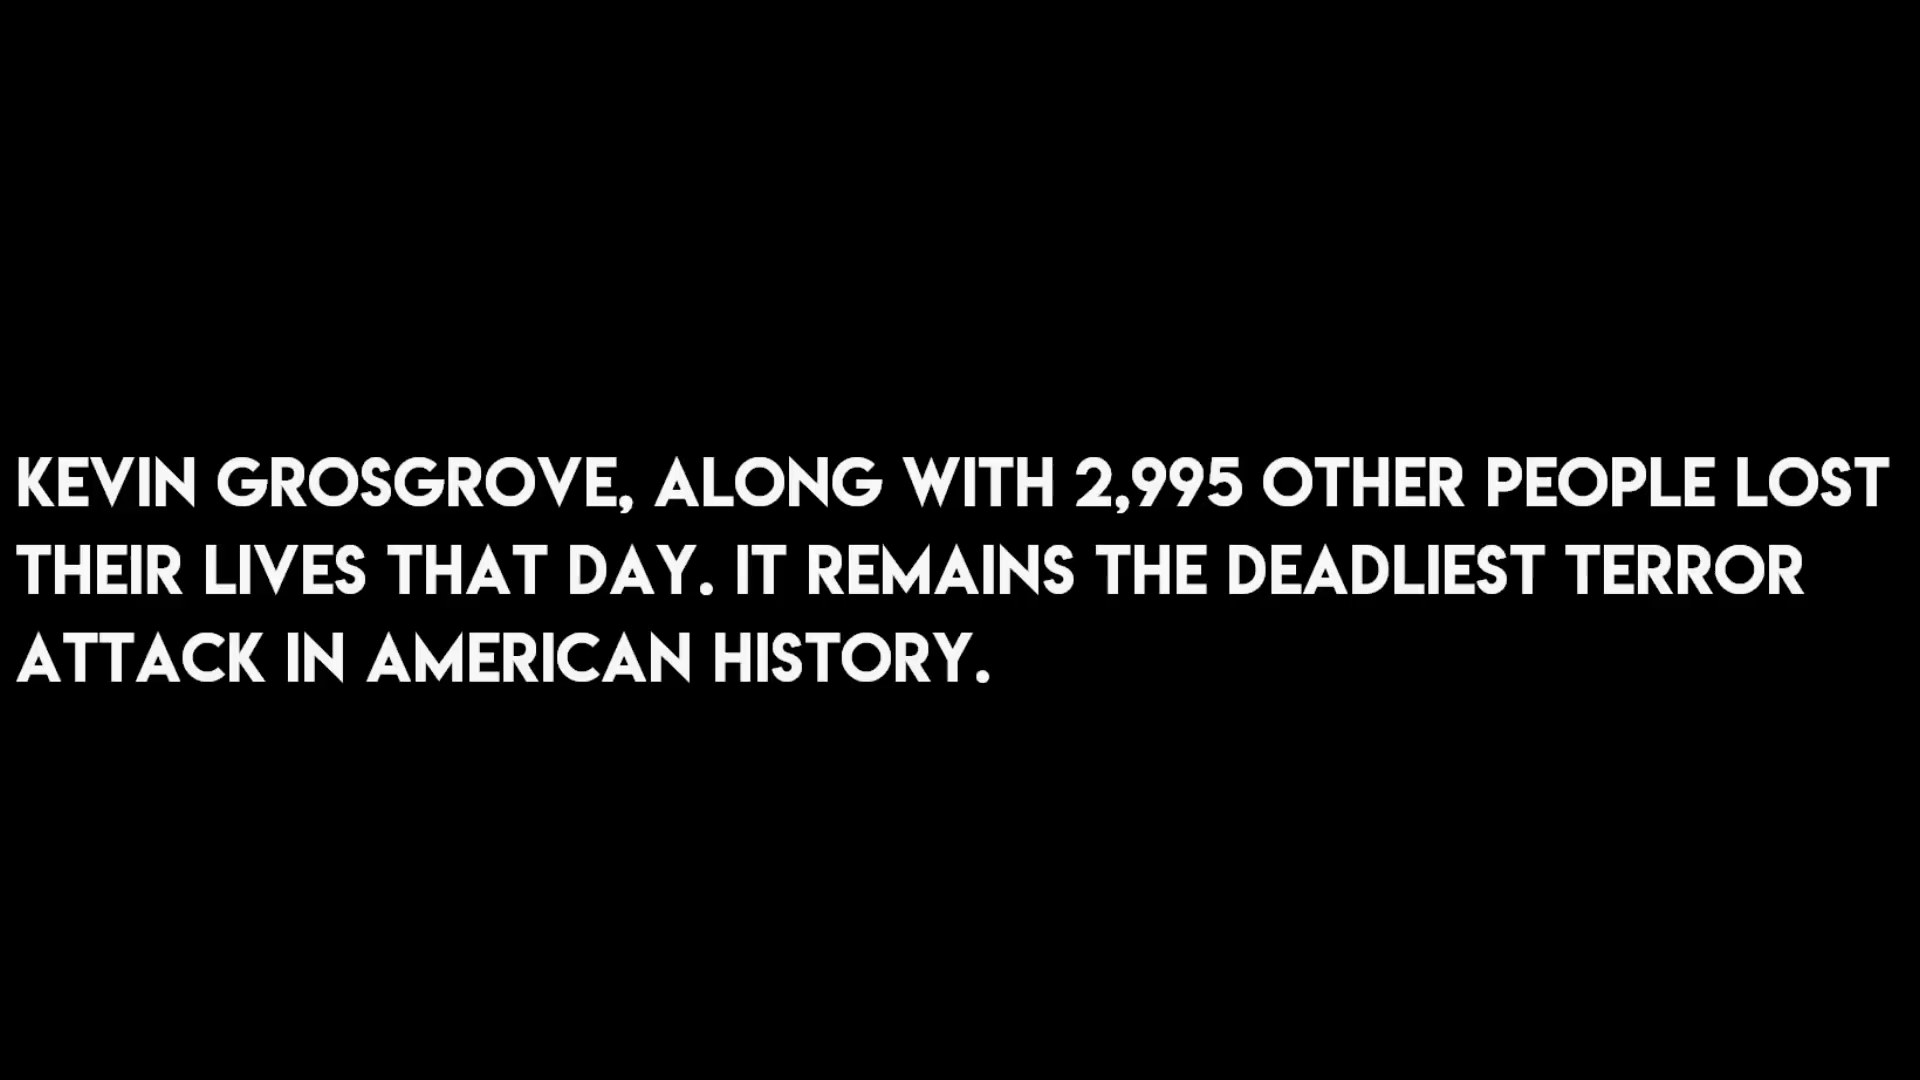 KEVIN GROSGROVE, ALONG WITH 2,995 OTHER PEOPLE LOST
THEIR LIVES THAT DAY. IT REMAINS THE DEADLIEST TERROR
ATTACK IN AMERICAN HISTORY.